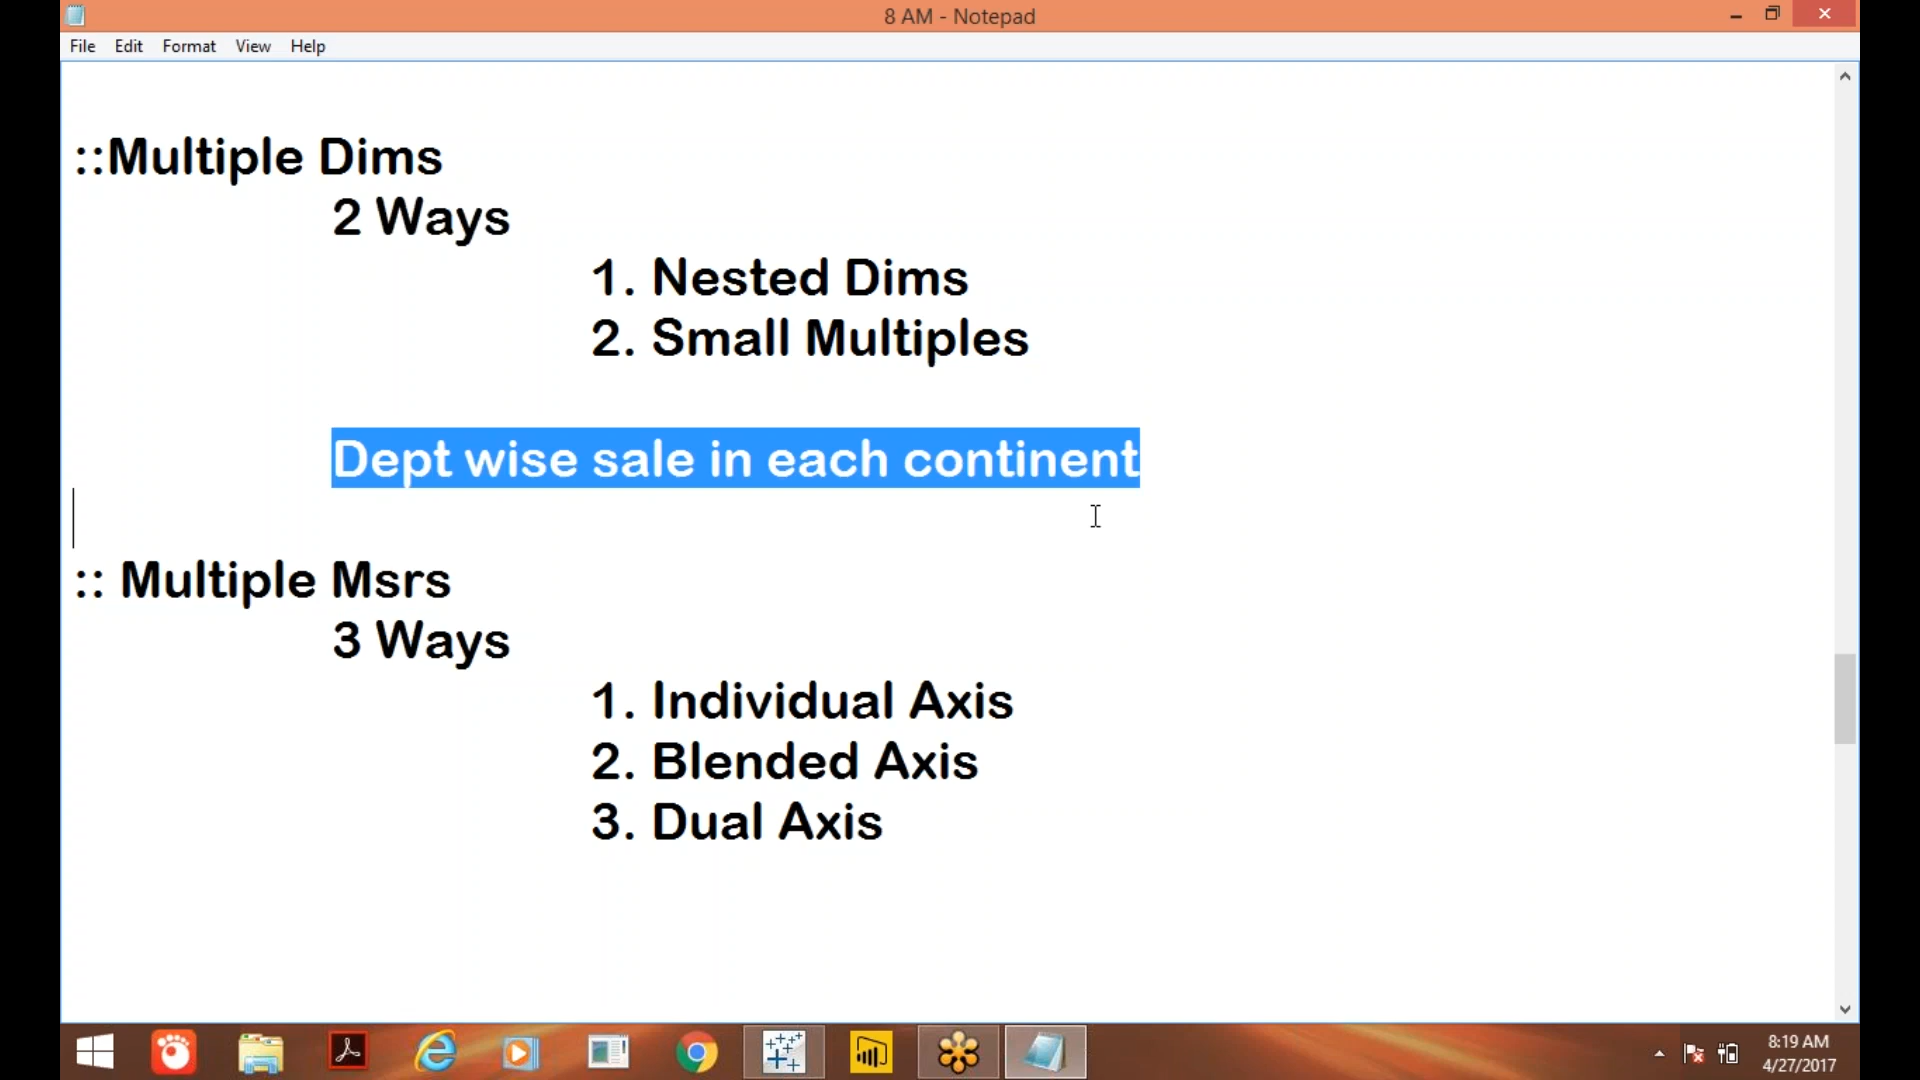 8 AM - Notepad
File Edit Format View Help
::Multiple Dims
2 Ways
1. Nested Dims
2. Small Multiples
Dept wise sale in each continent
:: Multiple Msrs
3 Ways
1. Individual Axis
2. Blended Axis
3. Dual Axis
8:19 AM
4/27/2017